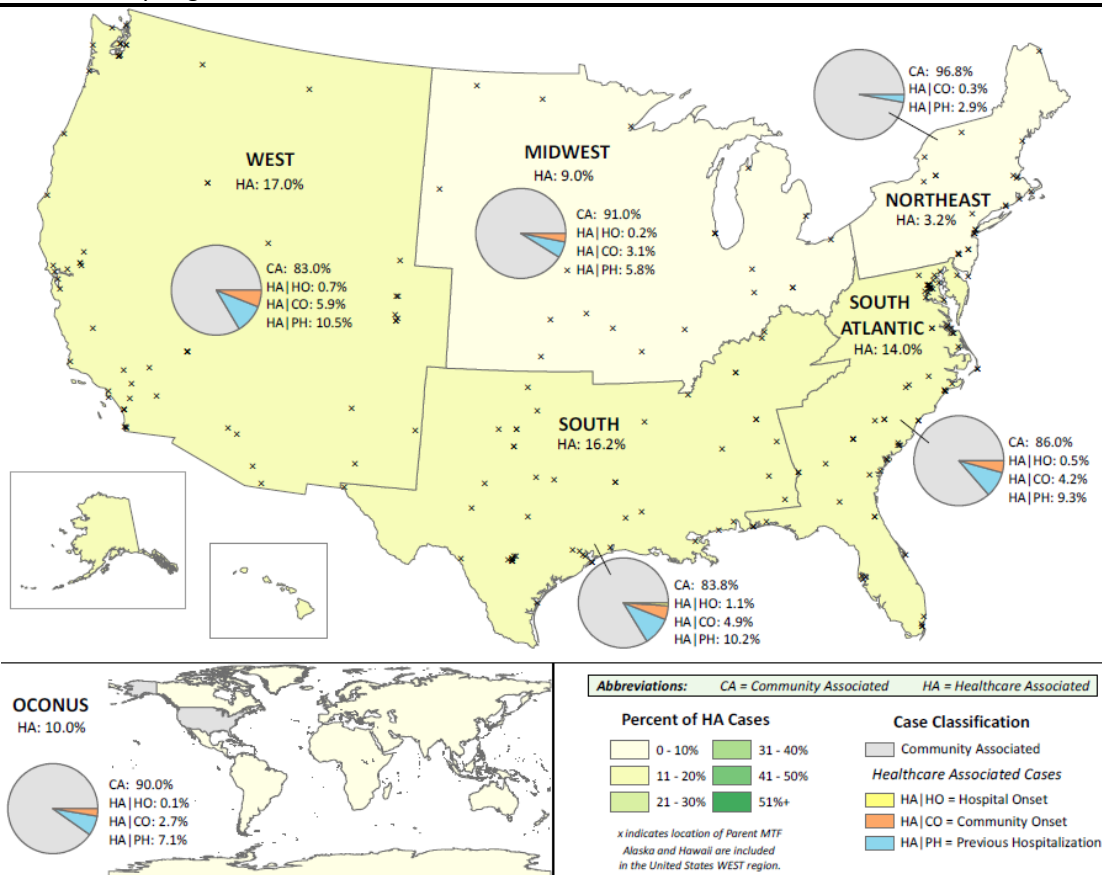 CA: 96.8%
HA|CO: 0.3%
HA|PH: 2.9%
WEST
HA: 17.0%
MIDWEST
HA: 9.0%
NORTHEAST
HA: 3.2%
CA: 91.0%
HA|HO: 0.2%
HA|CO: 3.1%
HA|PH: 5.8%
CA: 83.0%
HA|HO: 0.7%
HA|CO: 5.9%
HA|PH: 10.5%
SOUTH
ATLANTIC
HA: 14.0%
SOUTH
HA: 16.2%
CA: 86.0%
HA|HO: 0.5%
HA|CO: 4.2%
HA|PH: 9.3%
CA: 83.8%
HA|HO: 1.1%
HA|CO: 4.9%
HA|PH: 10.2%
OCONUS
HA: 10.0%
CA: 90.0%
HA|HO: 0.1%
HA|CO: 2.7%
HA|PH: 7.1%
Abbreviations: CA = Community Associated HA = Healthcare Associated
Percent of HA Cases
0 - 10% 31 - 40%
11 - 20% 41 - 50%
21 - 30% 51%+
x indicates location of Parent MTF
Alaska and Hawaii are included
in the United States WEST region.
Case Classification
Community Associated
Healthcare Associated Cases
HA|HO = Hospital Onset
HA|CO = Community Onset
HA|PH = Previous Hospitalization